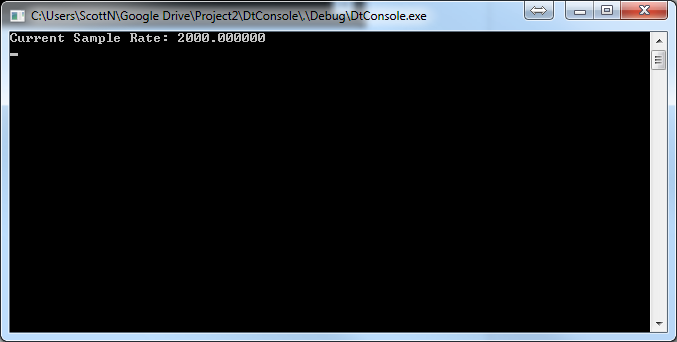 C:\Users\ScottN\Google Drive\Project2\DtConsole\.\Debug\DtConsole.exe
Current Sample Rate: 2000.000000